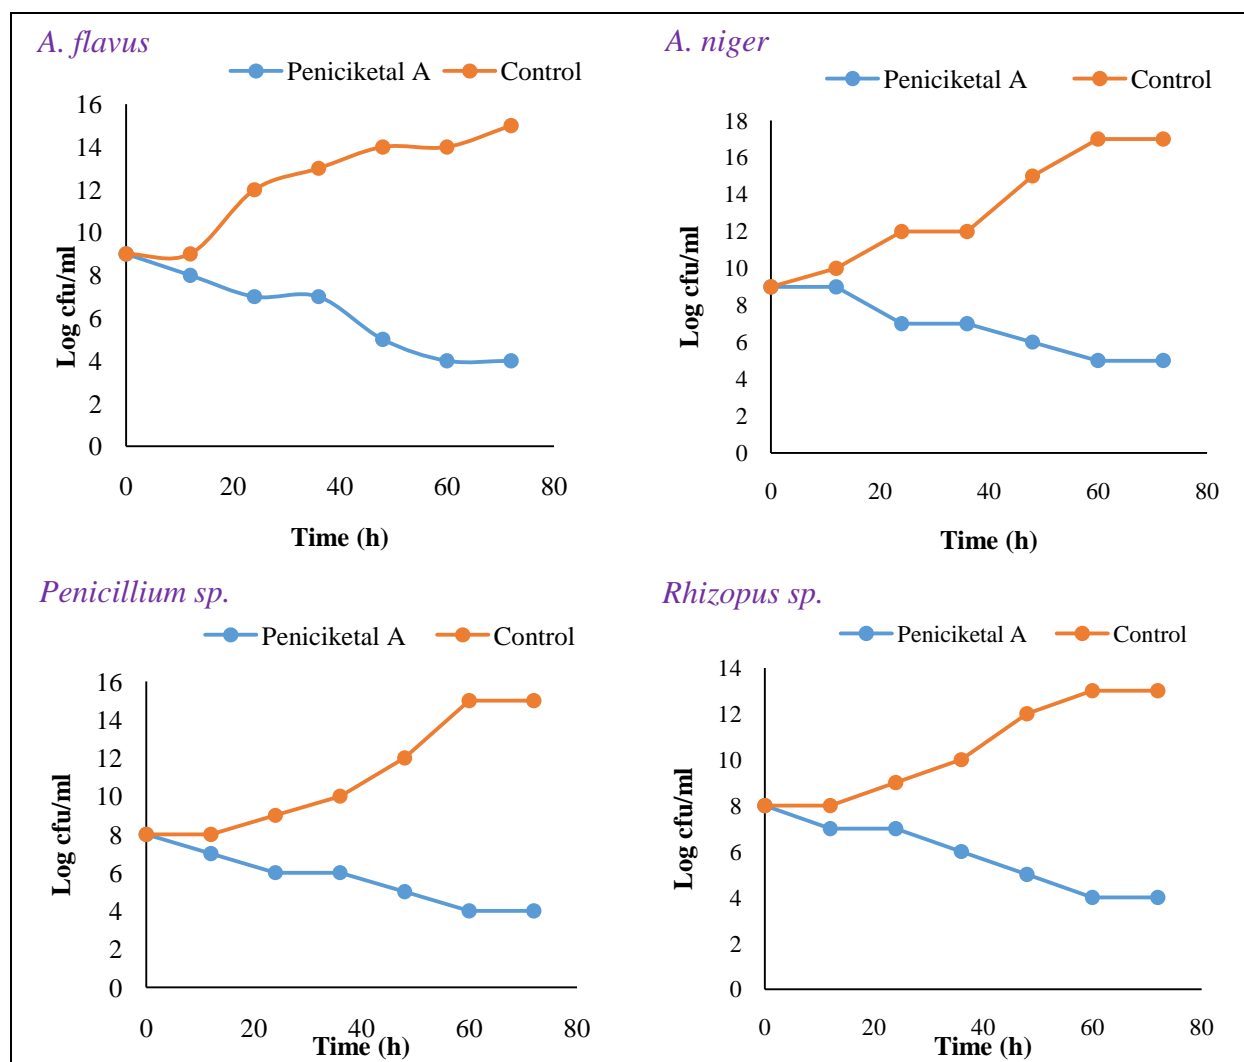 A. flavus
Peniciketal A Control
16
14
12
10
8
6
4
2
0
Log cfu/ml
0 20 40 60 80
Time (h)
A. niger
Peniciketal A Control
18
16
14
12
10
8
6
4
2
0
Log cfu/ml
0 20 40 60 80
Time (h)
Penicillium sp.
Peniciketal A Control
16
14
12
10
8
6
4
2
0
Log cfu/ml
0 20 40 60 80
Time (h)
Rhizopus sp.
Peniciketal A Control
14
12
10
8
6
4
2
0
Log cfu/ml
0 20 40 60 80
Time (h)